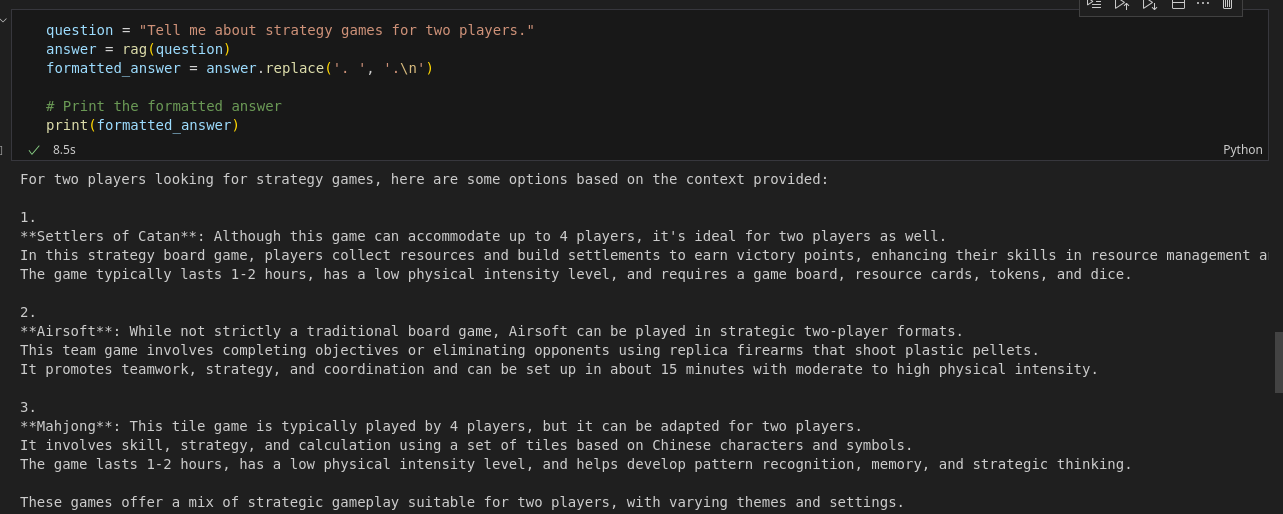 question = "Tell me about strategy games for two players."
answer = rag(question)
formatted_answer = answer.replace('. ', '.\n')
# Print the formatted answer
print(formatted_answer)
8.5s
Python
For two players looking for strategy games, here are some options based on the context provided:
1.
**Settlers of Catan**: Although this game can accommodate up to 4 players, it's ideal for two players as well.
In this strategy board game, players collect resources and build settlements to earn victory points, enhancing their skills in resource management
The game typically lasts 1-2 hours, has a low physical intensity level, and requires a game board, resource cards, tokens, and dice.
2.
**Airsoft**: While not strictly a traditional board game, Airsoft can be played in strategic two-player formats.
This team game involves completing objectives or eliminating opponents using replica firearms that shoot plastic pellets.
It promotes teamwork, strategy, and coordination and can be set up in about 15 minutes with moderate to high physical intensity.
3.
**Mahjong**: This tile game is typically played by 4 players, but it can be adapted for two players.
It involves skill, strategy, and calculation using a set of tiles based on Chinese characters and symbols.
The game lasts 1-2 hours, has a low physical intensity level, and helps develop pattern recognition, memory, and strategic thinking.
These games offer a mix of strategic gameplay suitable for two players, with varying themes and settings.